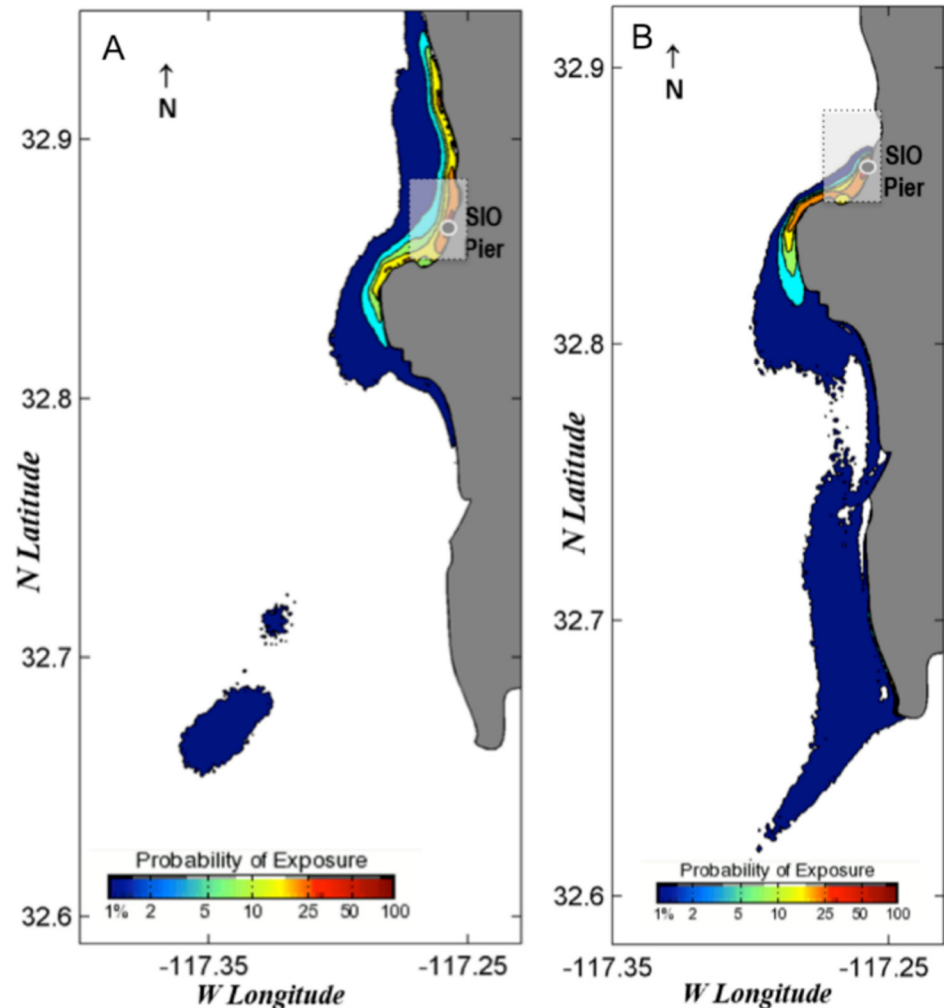 A
↑
N
32.9
SIO
Pier
32.8
32.7
32.6
N Latitude
Probability of Exposure
1% 2 5 10 25 50 100
-117.35 -117.25
W Longitude
B
↑
N
32.9
SIO
Pier
32.8
32.7
32.6
N Latitude
Probability of Exposure
1% 2 5 10 25 50 100
-117.35 -117.25
W Longitude